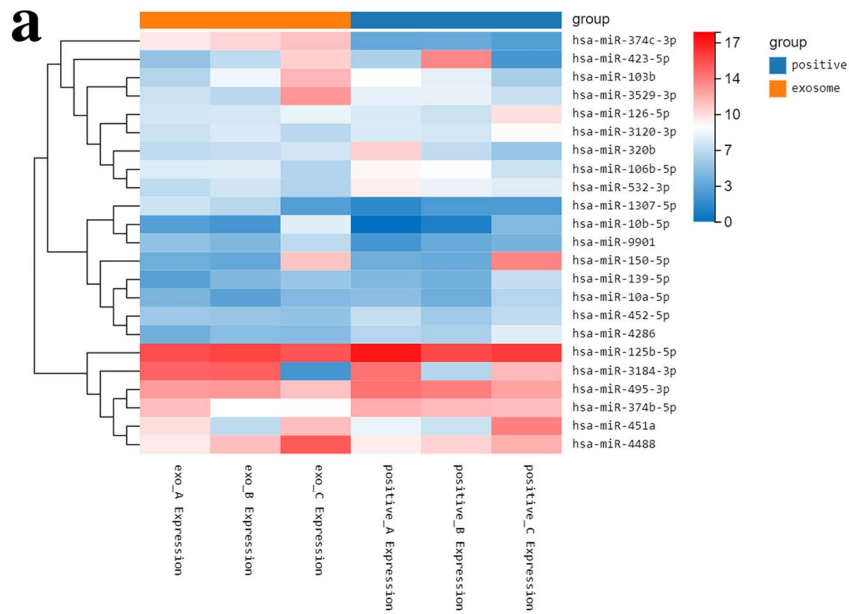 a
group
hsa-miR-374c-3p
hsa-miR-423-5p
hsa-miR-103b
hsa-miR-3529-3p
hsa-miR-126-5p
hsa-miR-3120-3p
hsa-miR-320b
hsa-miR-106b-5p
hsa-miR-532-3p
hsa-miR-1307-5p
hsa-miR-10b-5p
hsa-miR-9901
hsa-miR-150-5p
hsa-miR-139-5p
hsa-miR-10a-5p
hsa-miR-452-5p
hsa-miR-4286
hsa-miR-125b-5p
hsa-miR-3184-3p
hsa-miR-495-3p
hsa-miR-374b-5p
hsa-miR-451a
hsa-miR-4488
17
14
10
7
3
0
group
positive
exosome
exo_A Expression
exo_B Expression
exo_C Expression
positive_A Expression
positive_B Expression
positive_C Expression